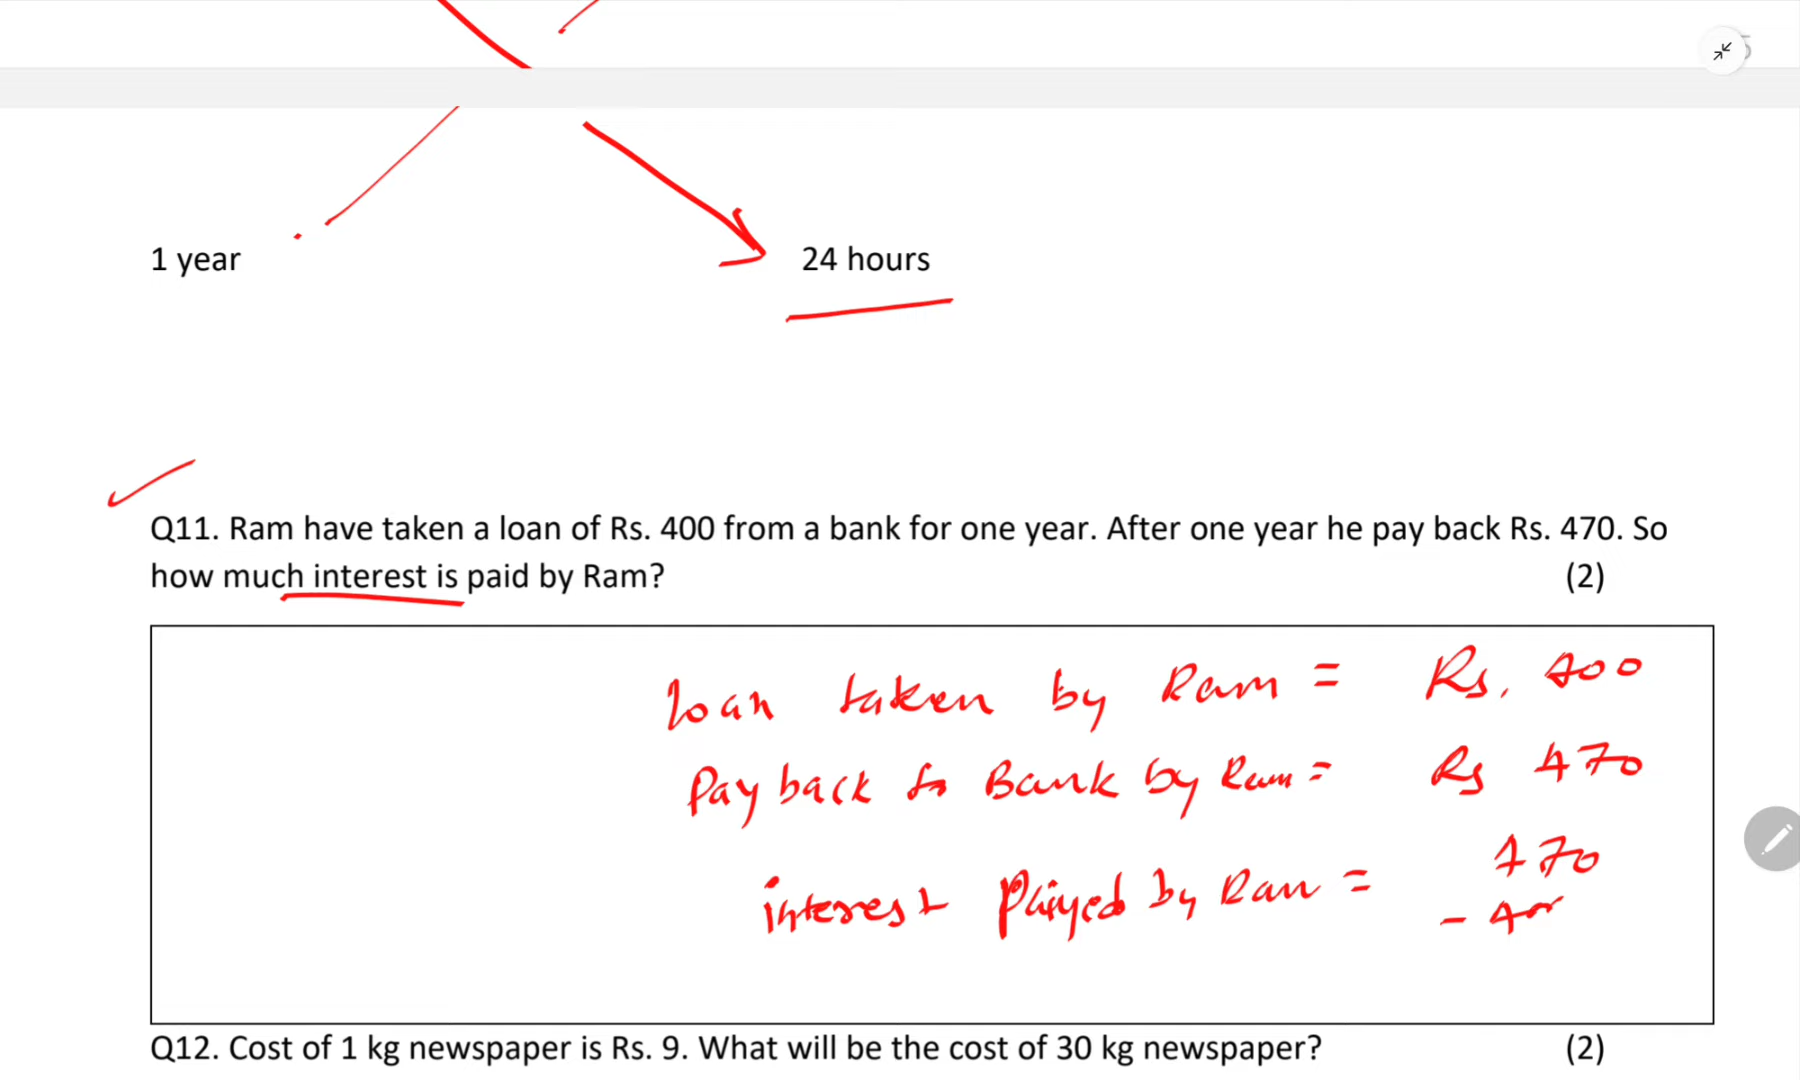 1 year 24 hours
Q11. Ram have taken a loan of Rs. 400 from a bank for one year. After one year he pay back Rs. 470. So
how much interest is paid by Ram? (2)
loan taken by Ram = Rs. 400
Pay back to Bank by Ram = Rs 470
470
interest by Ram =
- 400
Q12. Cost of 1 kg newspaper is Rs. 9. What will be the cost of 30 kg newspaper? (2)